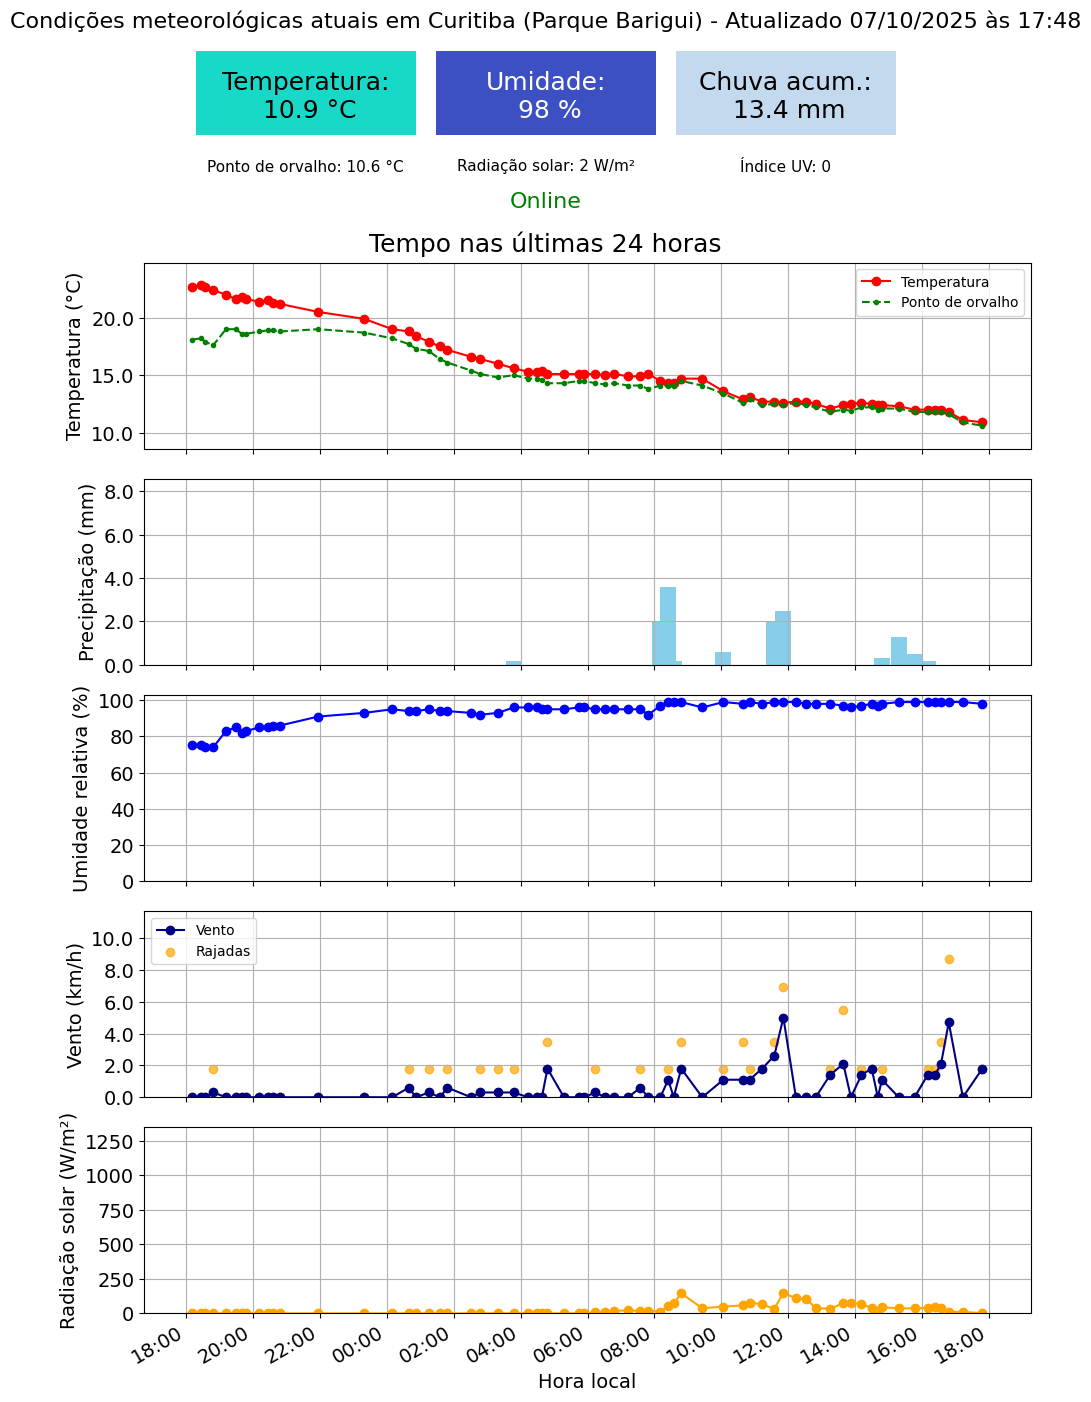 Condições meteorológicas atuais em Curitiba (Parque Barigui) - Atualizado 07/10/2025 às 17:48
Temperatura:
10.9 °C
Umidade:
98 %
Chuva acum.:
13.4 mm
Ponto de orvalho: 10.6 °C
Radiação solar: 2 W/m²
Índice UV: 0
Online
Tempo nas últimas 24 horas
Temperatura (°C)
20.0
15.0
10.0
Temperatura
Ponto de orvalho
Precipitação (mm)
8.0
6.0
4.0
2.0
0.0
Umidade relativa (%)
100
80
60
40
20
0
Vento (km/h)
10.0
8.0
6.0
4.0
2.0
0.0
Vento
Rajadas
Radiação solar (W/m²)
1250
1000
750
500
250
0
18:00
20:00
22:00
00:00
02:00
04:00
06:00
08:00
10:00
12:00
14:00
16:00
18:00
Hora local